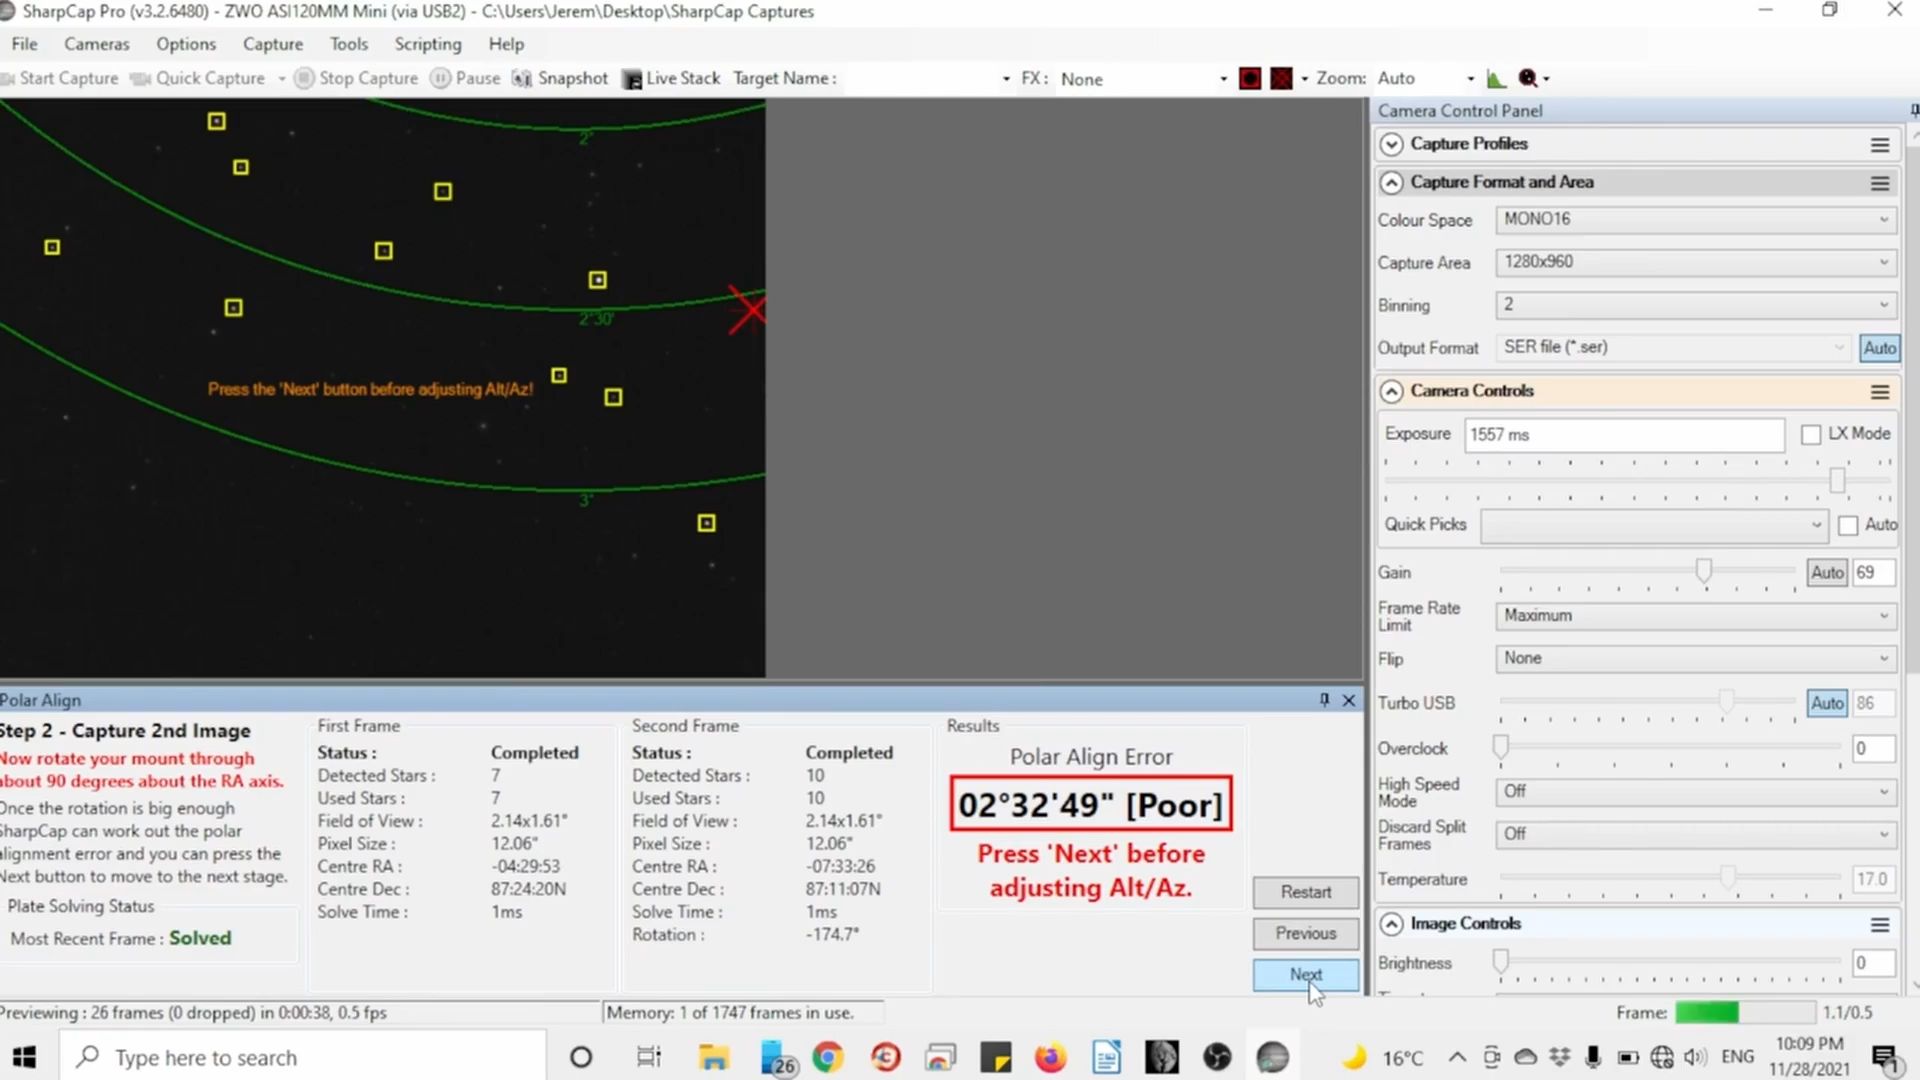 SharpCap Pro (v3.2.6480) - ZWO ASI120MM Mini (via USB2) - C:\Users\Jerem\Desktop\SharpCap Captures
File Cameras Options Capture Tools Scripting Help
Start Capture Quick Capture Stop Capture Pause Snapshot Live Stack Target Name : FX : None Zoom: Auto
2°
2°30'
Press the 'Next' button before adjusting Alt/Az!
3°
Camera Control Panel
Capture Profiles
Capture Format and Area
Colour Space MONO16
Capture Area 1280x960
Binning 2
Output Format SER file (*.ser) Auto
Camera Controls
Exposure 1557 ms LX Mode
Quick Picks Auto
Gain Auto 69
Frame Rate Limit Maximum
Flip None
Turbo USB Auto 86
Overclock 0
High Speed Mode Off
Discard Split Frames Off
Temperature 17.0
Image Controls
Brightness 0
Polar Align
Step 2 - Capture 2nd Image
Now rotate your mount through
about 90 degrees about the RA axis.
Once the rotation is big enough
SharpCap can work out the polar
alignment error and you can press the
Next button to move to the next stage.
Plate Solving Status
Most Recent Frame : Solved
First Frame
Status : Completed
Detected Stars : 7
Used Stars : 7
Field of View : 2.14x1.61°
Pixel Size : 12.06"
Centre RA : -04:29:53
Centre Dec : 87:24:20N
Solve Time : 1ms
Second Frame
Status : Completed
Detected Stars : 10
Used Stars : 10
Field of View : 2.14x1.61°
Pixel Size : 12.06"
Centre RA : -07:33:26
Centre Dec : 87:11:07N
Solve Time : 1ms
Rotation : -174.7°
Results
Polar Align Error
02°32'49" [Poor]
Press 'Next' before
adjusting Alt/Az.
Restart
Previous
Next
Previewing : 26 frames (0 dropped) in 0:00:38, 0.5 fps Memory: 1 of 1747 frames in use. Frame: 1.1/0.5
Type here to search 26 16°C ENG 10:09 PM
11/28/2021 1